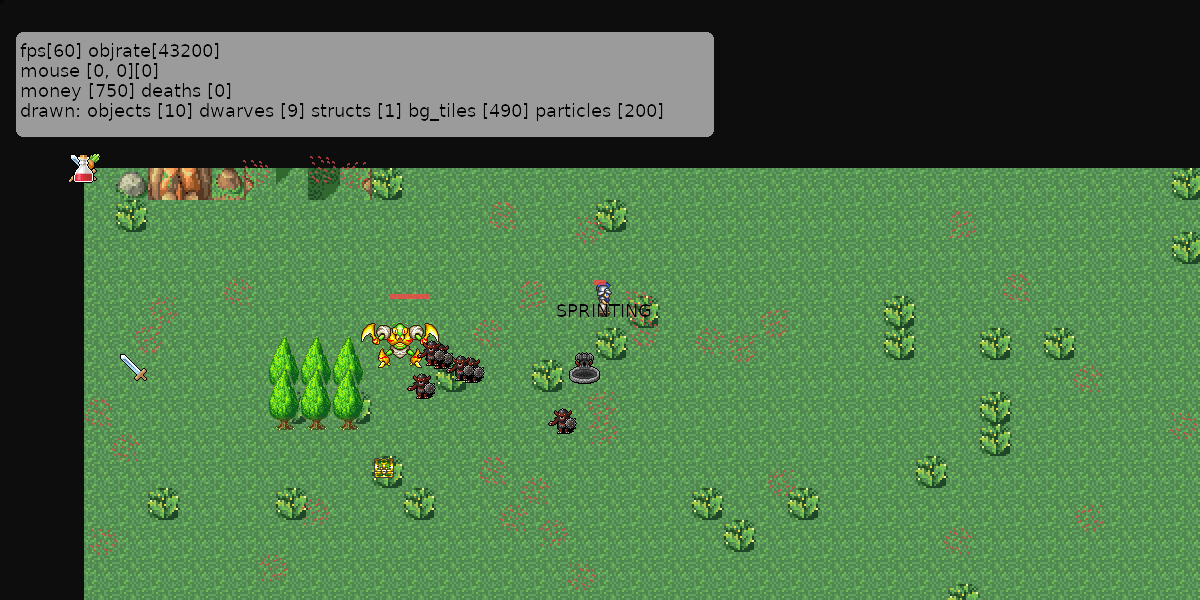 fps[60] objrate[43200]
mouse [0, 0][0]
money [750] deaths [0]
drawn: objects [10] dwarves [9] structs [1] bg_tiles [490] particles [200]
SPRINTING